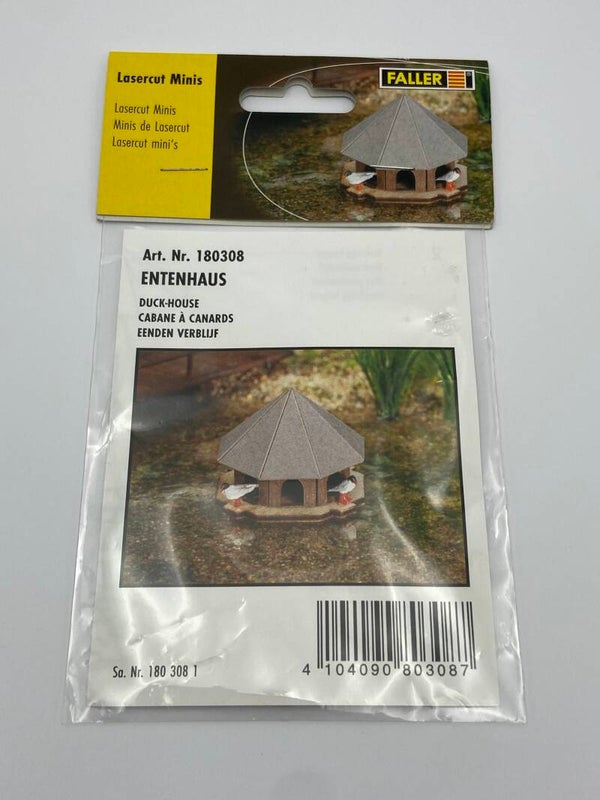 Lasercut Minis
Lasercut Minis
Minis de Lasercut
Lasercut mini's
FALLER
Art. Nr. 180308
ENTENHAUS
DUCK-HOUSE
CABANE À CANARDS
EENDEN VERBLIJF
Sa. Nr. 180 308 1
4 104090 803087